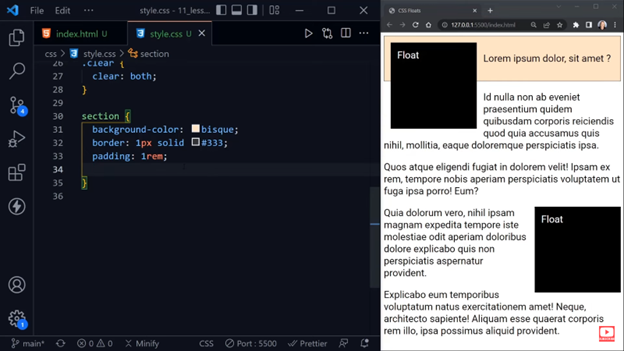 File Edit ··· style.css - 11_less...
index.html
style.css
css > style.css > section
26 .clear {
27 clear: both;
28 }
29
30 section {
31 background-color: bisque;
32 border: 1px solid #333;
33 padding: 1rem;
34
35 }
36
main* 0 0 Minify CSS Port : 5500 Prettier
4
1
CSS Floats
127.0.0.1:5500/index.html
Float
Lorem ipsum dolor, sit amet ?
Id nulla non ab eveniet
praesentium quidem
quibusdam corporis reiciendis
quod quia accusamus quis
nihil, mollitia, eaque doloremque perspiciatis ipsa.
Quos atque eligendi fugiat in dolorem velit! Ipsam ex
rem, tempore nobis aperiam perspiciatis voluptatem ut
fuga ipsa porro! Eum?
Quia dolorum vero, nihil ipsam
magnam expedita tempore iste
molestiae odit aperiam doloribus
dolore explicabo quis non
perspiciatis aspernatur
provident.
Float
Explicabo eum temporibus
voluptatum natus exercitationem amet! Neque,
architecto sapiente! Aliquam esse quaerat corporis
rem illo, ipsa possimus aliquid provident.